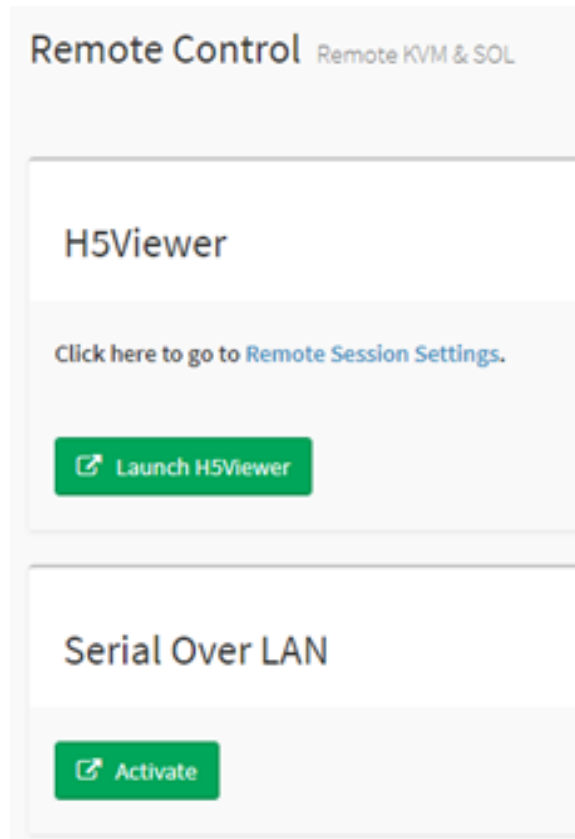 Remote Control Remote KVM & SOL
H5Viewer
Click here to go to Remote Session Settings.
Launch H5Viewer
Serial Over LAN
Activate